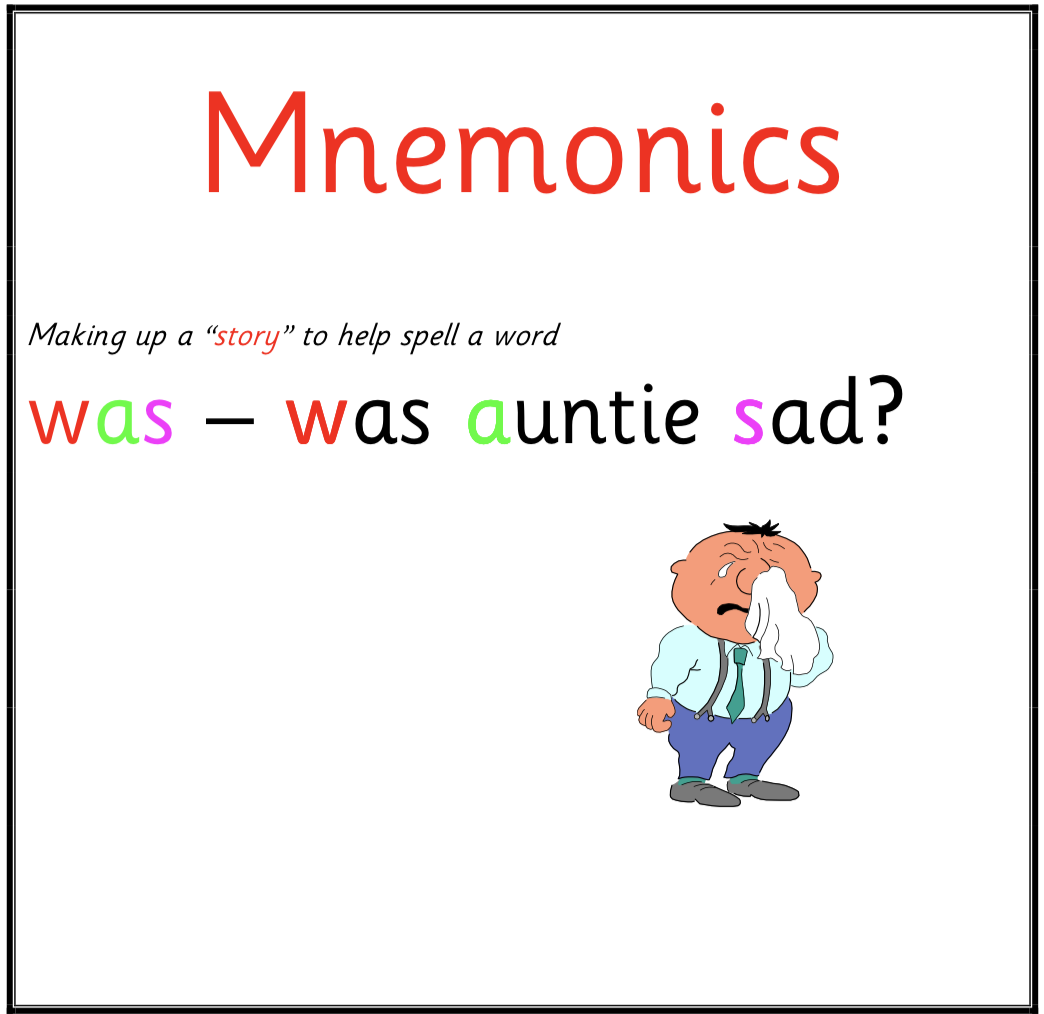 Mnemonics
Making up a “story” to help spell a word
was – was auntie sad?